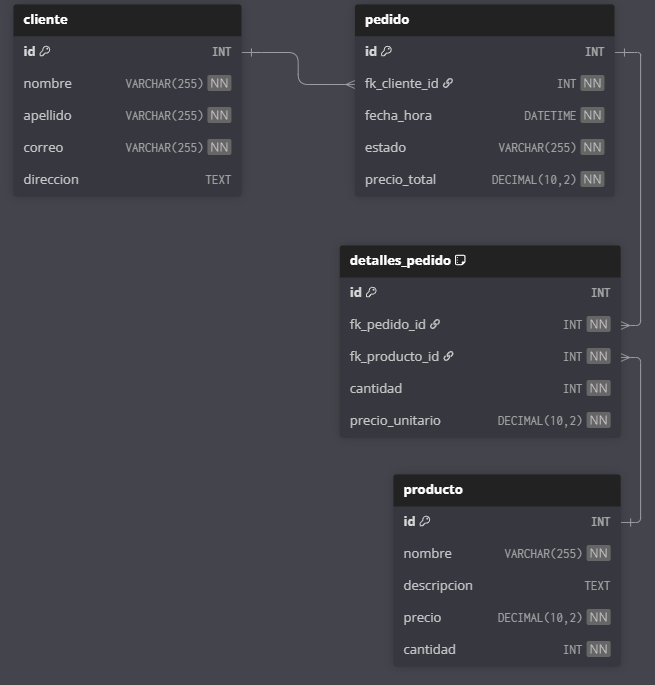 cliente
id INT
nombre VARCHAR(255) NN
apellido VARCHAR(255) NN
correo VARCHAR(255) NN
direccion TEXT
pedido
id INT
fk_cliente_id INT NN
fecha_hora DATETIME NN
estado VARCHAR(255) NN
precio_total DECIMAL(10,2) NN
detalles_pedido
id INT
fk_pedido_id INT NN
fk_producto_id INT NN
cantidad INT NN
precio_unitario DECIMAL(10,2) NN
producto
id INT
nombre VARCHAR(255) NN
descripcion TEXT
precio DECIMAL(10,2) NN
cantidad INT NN